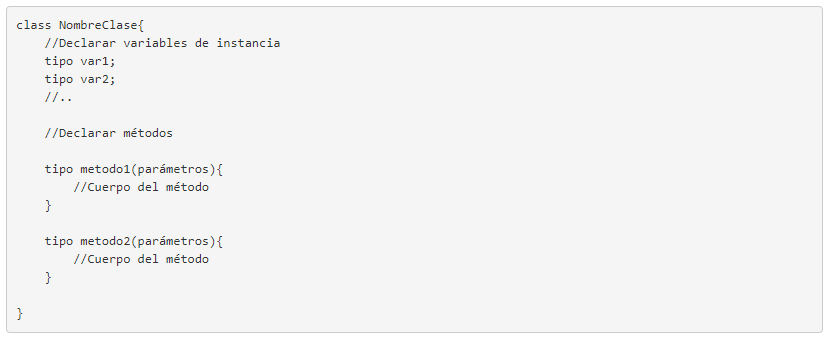 class NombreClase{
//Declarar variables de instancia
tipo var1;
tipo var2;
//..
//Declarar métodos
tipo metodo1(parámetros){
//Cuerpo del método
}
tipo metodo2(parámetros){
//Cuerpo del método
}
}